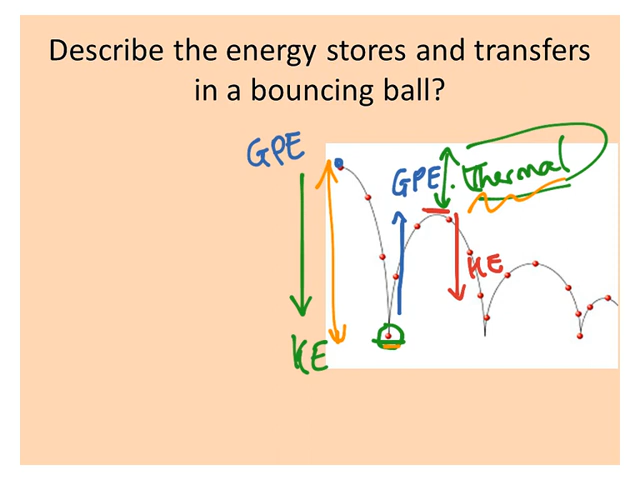 Describe the energy stores and transfers
in a bouncing ball?
GPE
GPE
Thermal
KE
KE